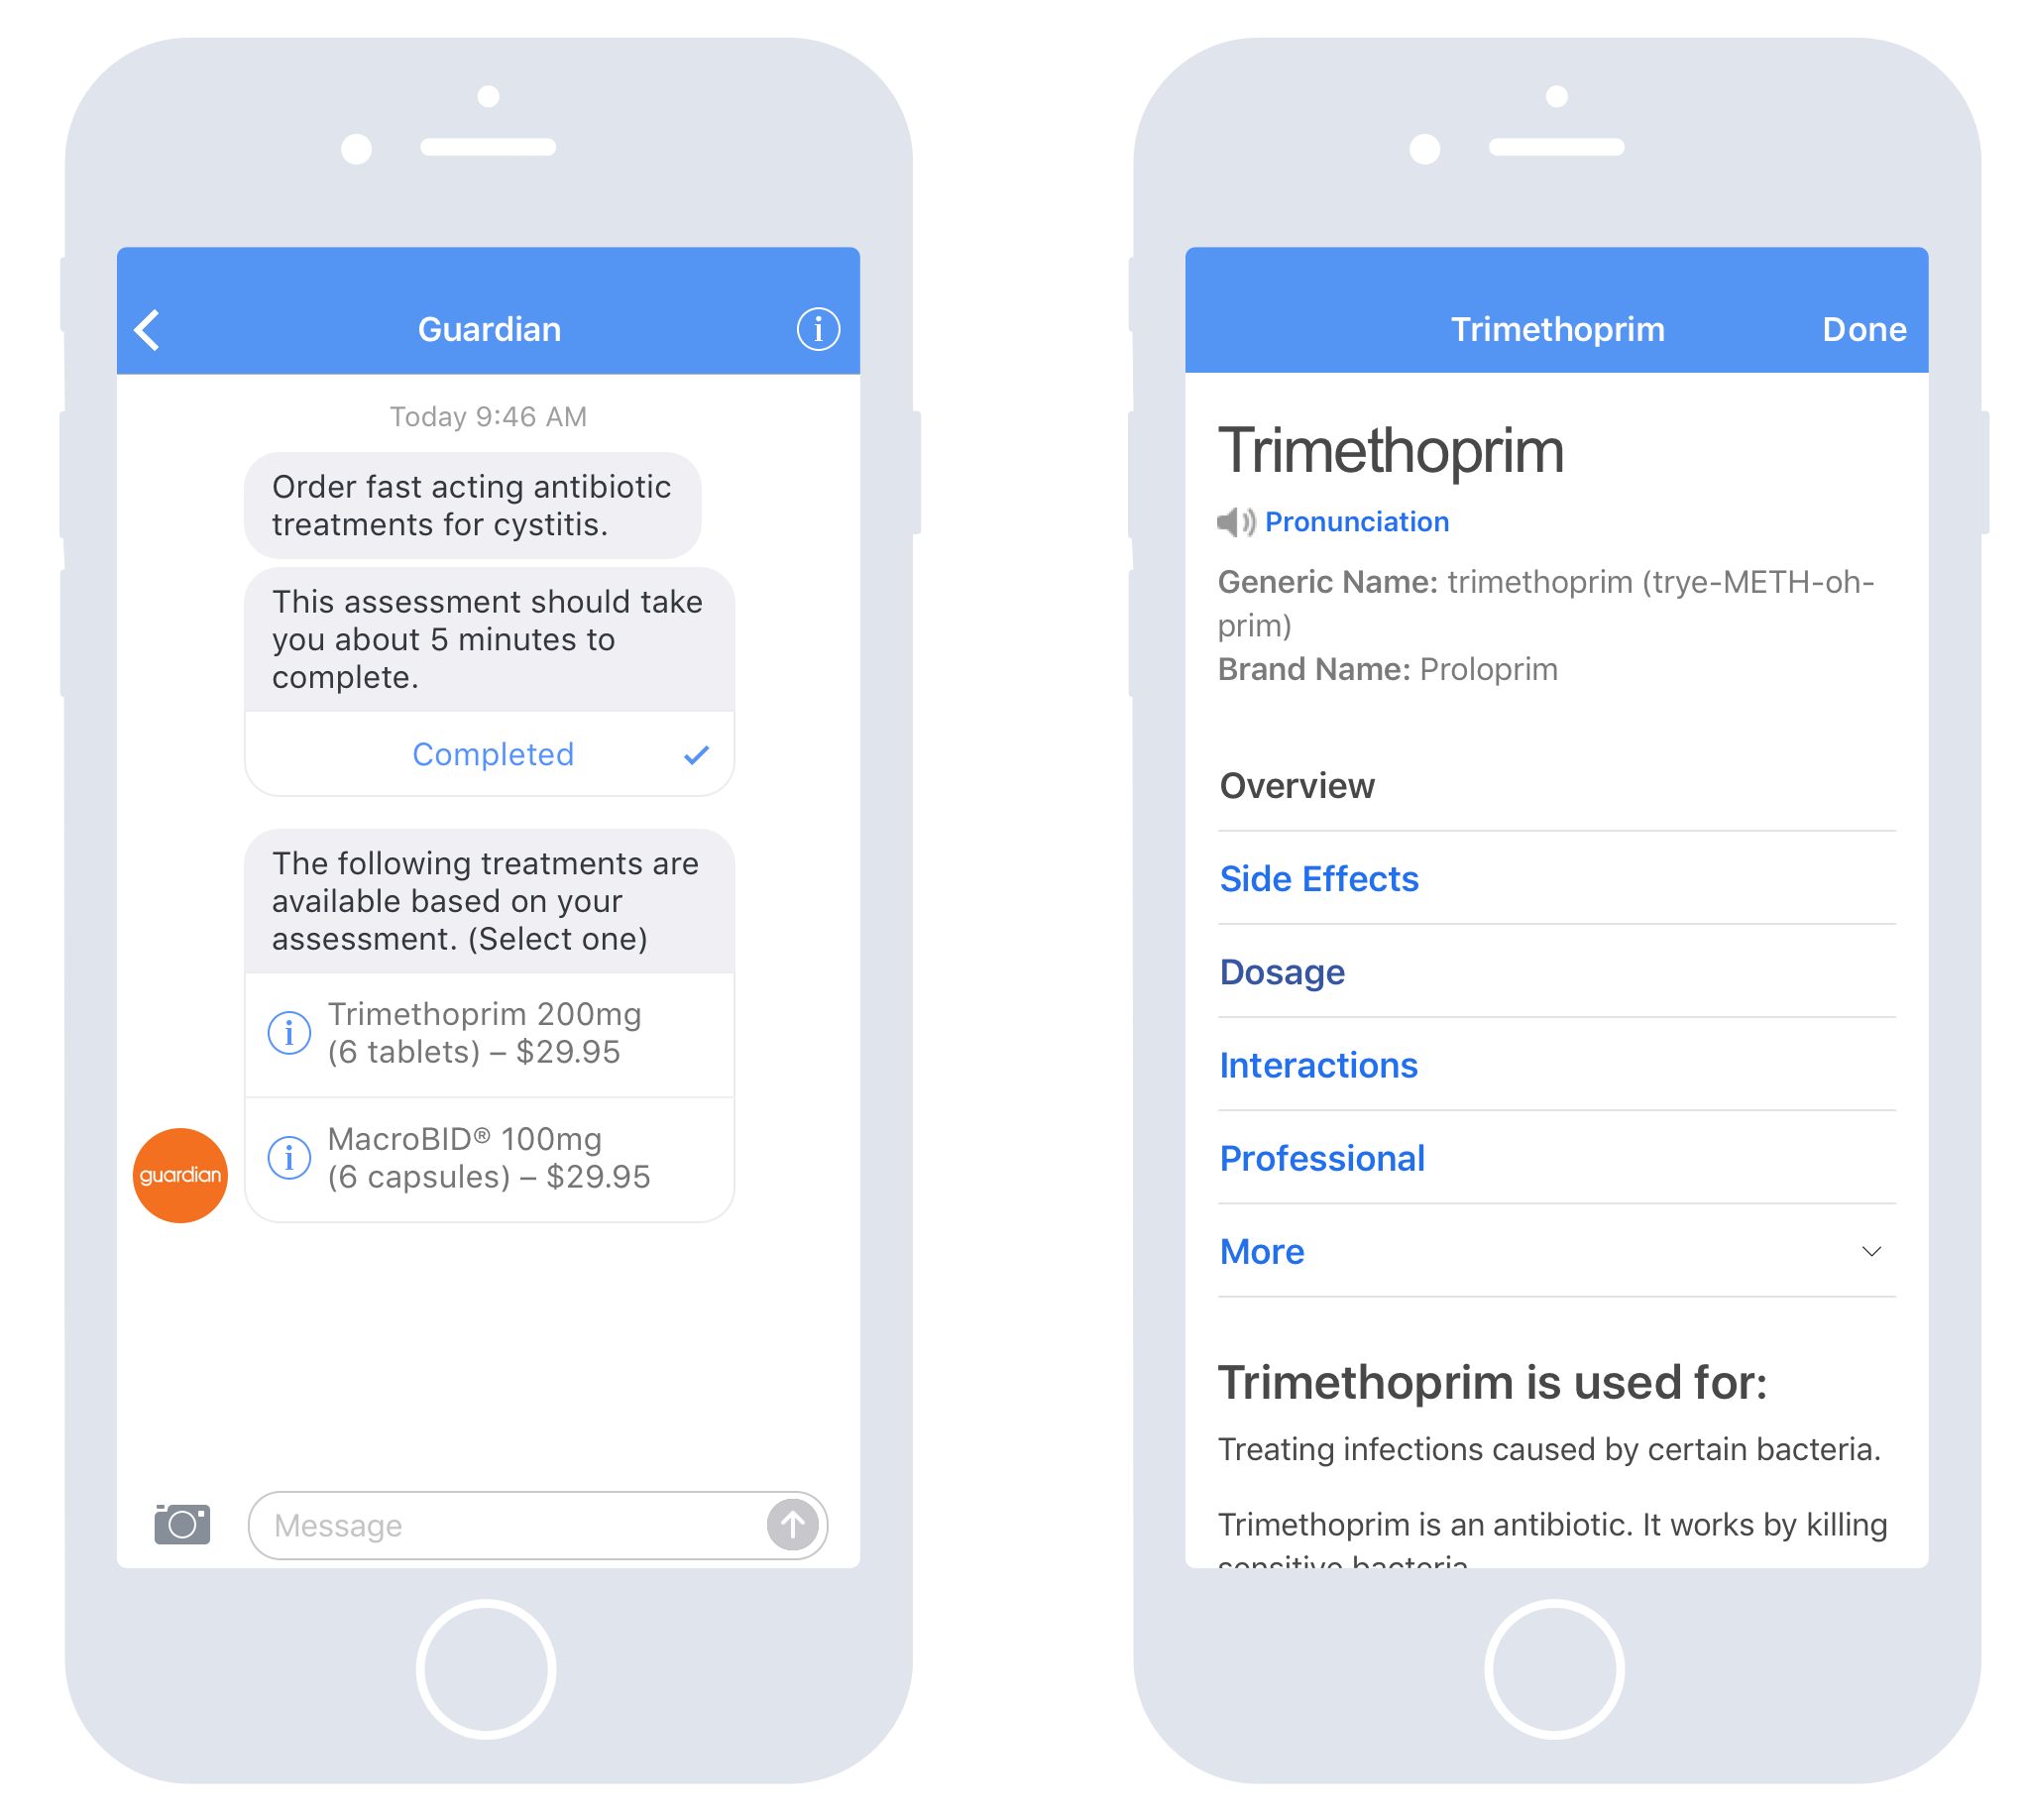 Guardian
Today 9:46 AM
Order fast acting antibiotic
treatments for cystitis.
This assessment should take
you about 5 minutes to
complete.
Completed
The following treatments are
available based on your
assessment. (Select one)
Trimethoprim 200mg
(6 tablets) – $29.95
MacroBID® 100mg
(6 capsules) – $29.95
guardian
Message
Trimethoprim
Done
Trimethoprim
Pronunciation
Generic Name: trimethoprim (trye-METH-oh-
prim)
Brand Name: Proloprim
Overview
Side Effects
Dosage
Interactions
Professional
More
Trimethoprim is used for:
Treating infections caused by certain bacteria.
Trimethoprim is an antibiotic. It works by killing
sensitive bacteria